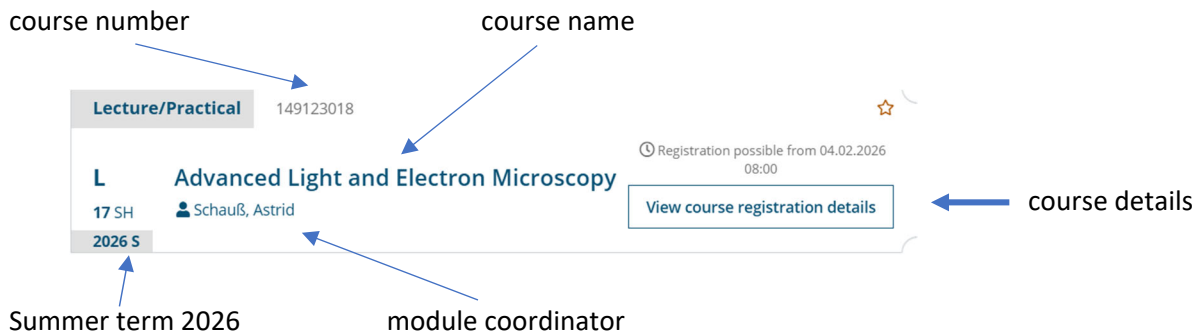 course number
course name
Lecture/Practical 149123018
Registration possible from 04.02.2026
08:00
L Advanced Light and Electron Microscopy
View course registration details
course details
17 SH Schauß, Astrid
2026 S
Summer term 2026
module coordinator